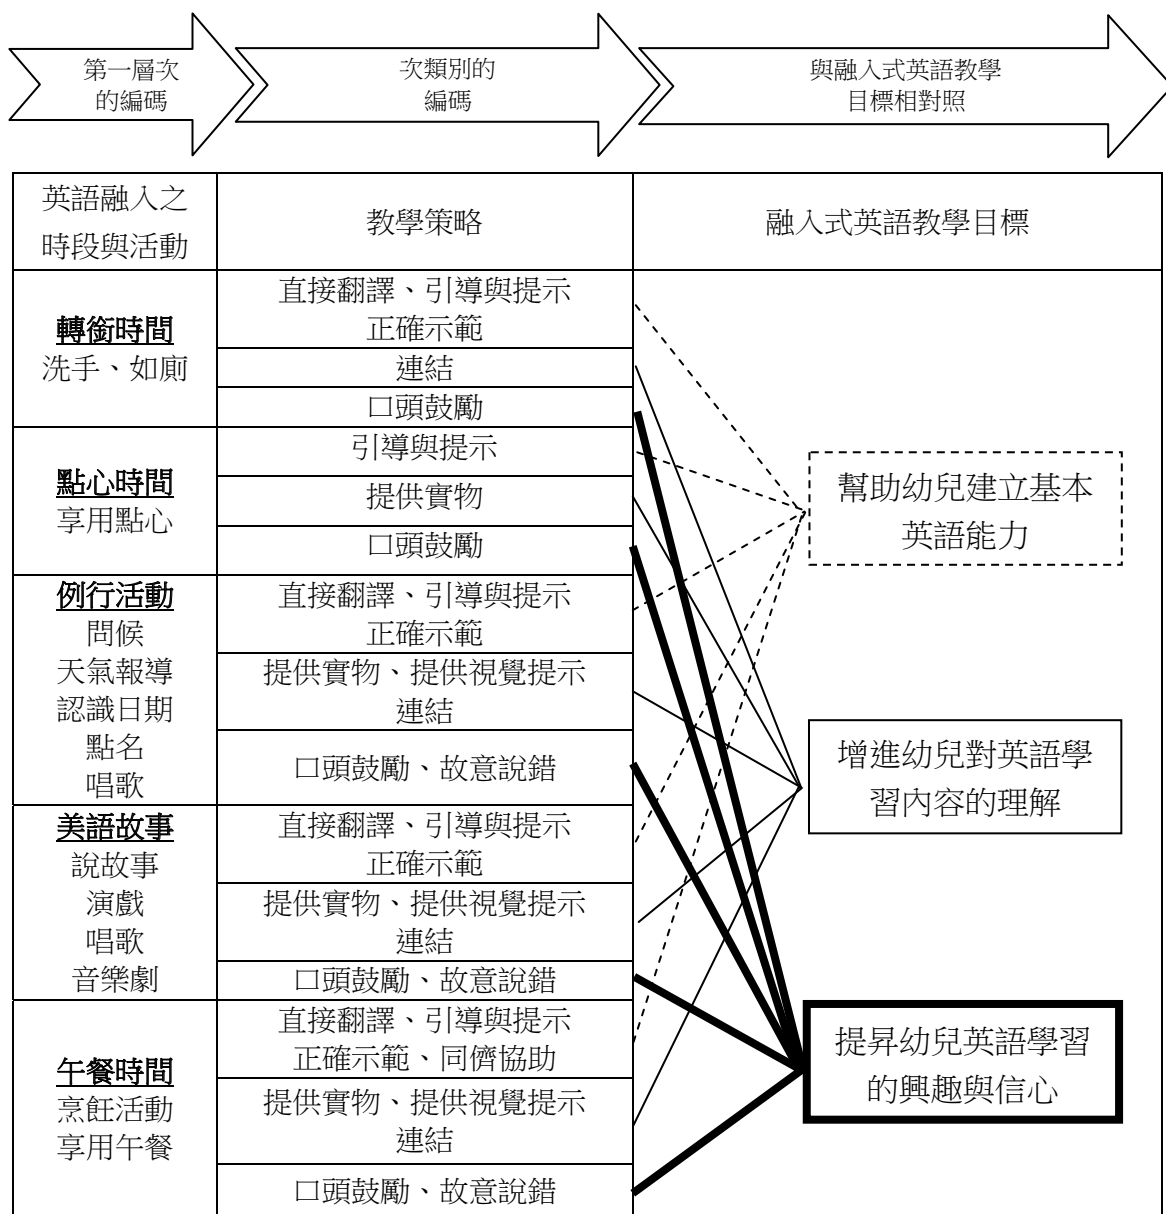 第一層次
的編碼
次類別的
編碼
與融入式英語教學
目標相對照
英語融入之
時段與活動
教學策略
融入式英語教學目標
轉銜時間
洗手、如廁
直接翻譯、引導與提示
正確示範
連結
口頭鼓勵
點心時間
享用點心
引導與提示
提供實物
口頭鼓勵
例行活動
問候
天氣報導
認識日期
點名
唱歌
直接翻譯、引導與提示
正確示範
提供實物、提供視覺提示
連結
口頭鼓勵、故意說錯
美語故事
說故事
演戲
唱歌
音樂劇
直接翻譯、引導與提示
正確示範
提供實物、提供視覺提示
連結
口頭鼓勵、故意說錯
午餐時間
烹飪活動
享用午餐
直接翻譯、引導與提示
正確示範、同儕協助
提供實物、提供視覺提示
連結
口頭鼓勵、故意說錯
幫助幼兒建立基本
英語能力
增進幼兒對英語學
習內容的理解
提昇幼兒英語學習
的興趣與信心